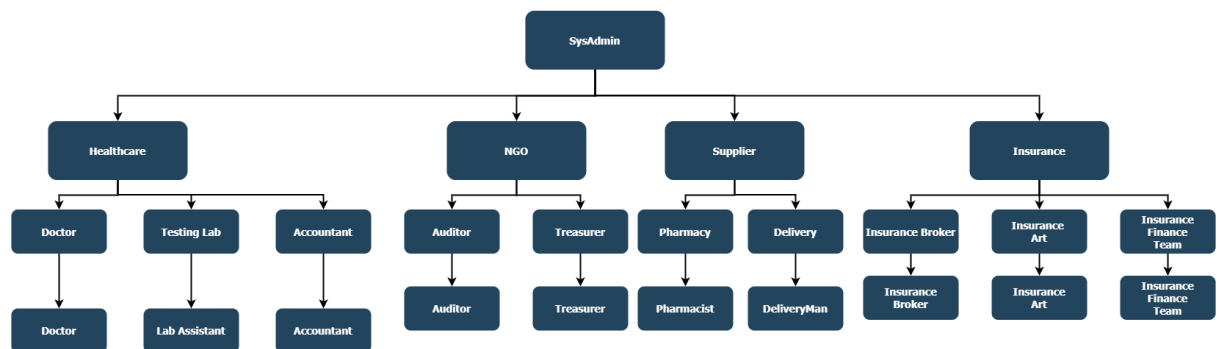 SysAdmin
Healthcare
NGO
Supplier
Insurance
Doctor
Testing Lab
Accountant
Auditor
Treasurer
Pharmacy
Delivery
Insurance Broker
Insurance
Art
Insurance
Finance
Team
Doctor
Lab Assistant
Accountant
Auditor
Treasurer
Pharmacist
DeliveryMan
Insurance
Broker
Insurance
Art
Insurance
Finance
Team